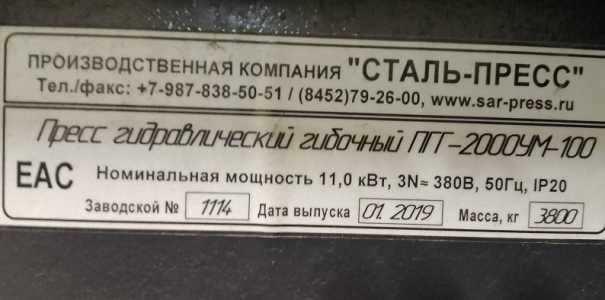 ПРОИЗВОДСТВЕННАЯ КОМПАНИЯ "СТАЛЬ-ПРЕСС"
Тел./факс: +7-987-838-50-51 / (8452)79-26-00, www.sar-press.ru
Пресс гидравлический гибочный ПГГ-2000УМ-100
ЕАС Номинальная мощность 11,0 кВт, 3N≈ 380В, 50Гц, IP20
Заводской № 1114 Дата выпуска 01. 2019 Масса, кг 3800